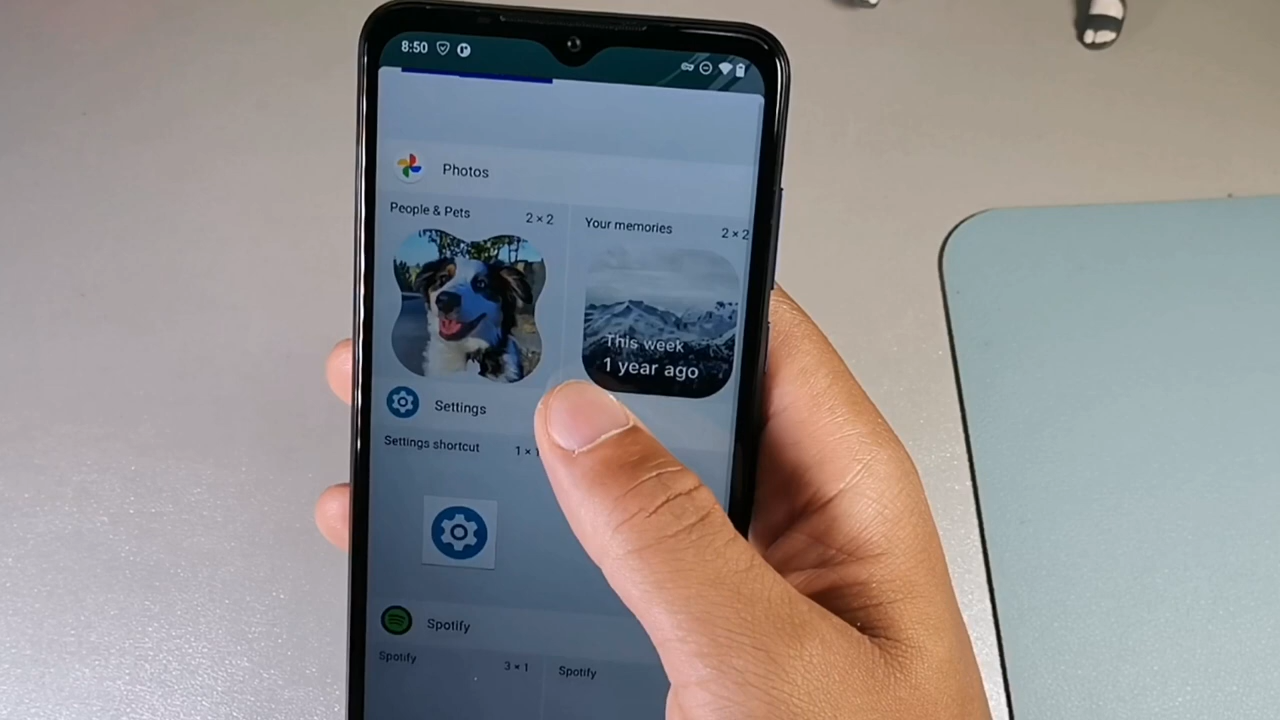 8:50
Photos
People & Pets 2 × 2
Your memories 2 × 2
This week
1 year ago
Settings
Settings shortcut 1 ×
Spotify
Spotify 3 × 1
Spotify